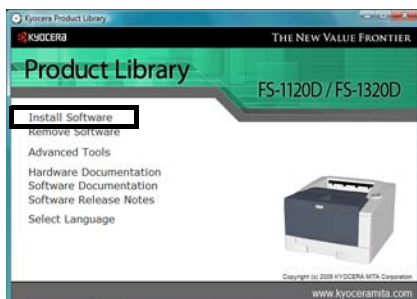 Kyocera Product Library
KYOCERA
THE NEW VALUE FRONTIER
Product Library
FS-1120D / FS-1320D
Install Software
Remove Software
Advanced Tools
Hardware Documentation
Software Documentation
Software Release Notes
Select Language
Copyright (c) 2009 KYOCERA MITA Corporation
www.kyoceramita.com